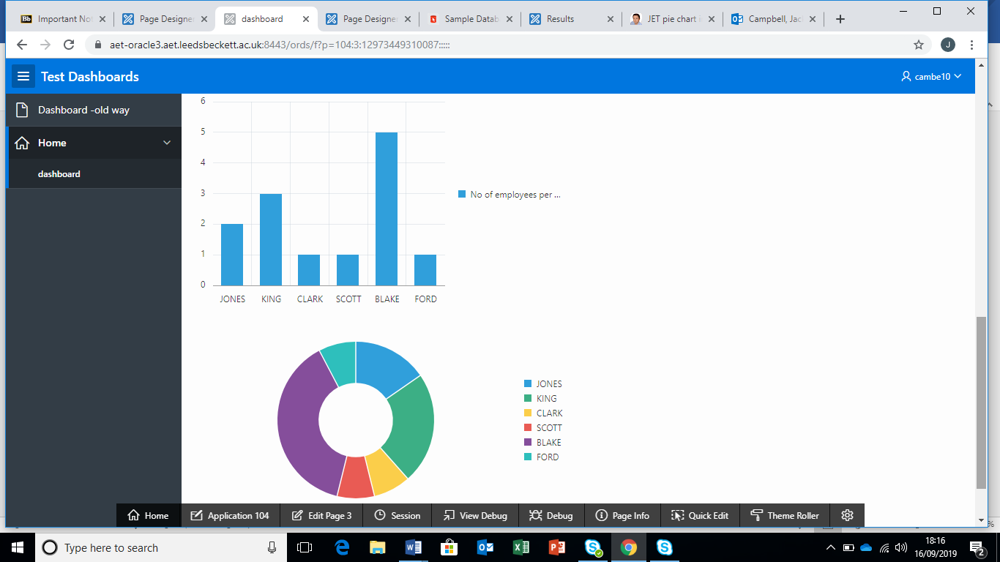 Bb Important Not
Page Designer
dashboard
Page Designer
Sample Datab
Results
JET pie chart i
Campbell, Jac
aet-oracle3.aet.leedsbeckett.ac.uk:8443/ords/f?p=104:3:12973449310087:::::
J
Test Dashboards
cambe10
Dashboard -old way
Home
dashboard
6
5
4
3
2
1
0
No of employees per ...
JONES KING CLARK SCOTT BLAKE FORD
JONES
KING
CLARK
SCOTT
BLAKE
FORD
Home Application 104 Edit Page 3 Session View Debug Debug Page Info Quick Edit Theme Roller
%
Type here to search
18:16
16/09/2019
2